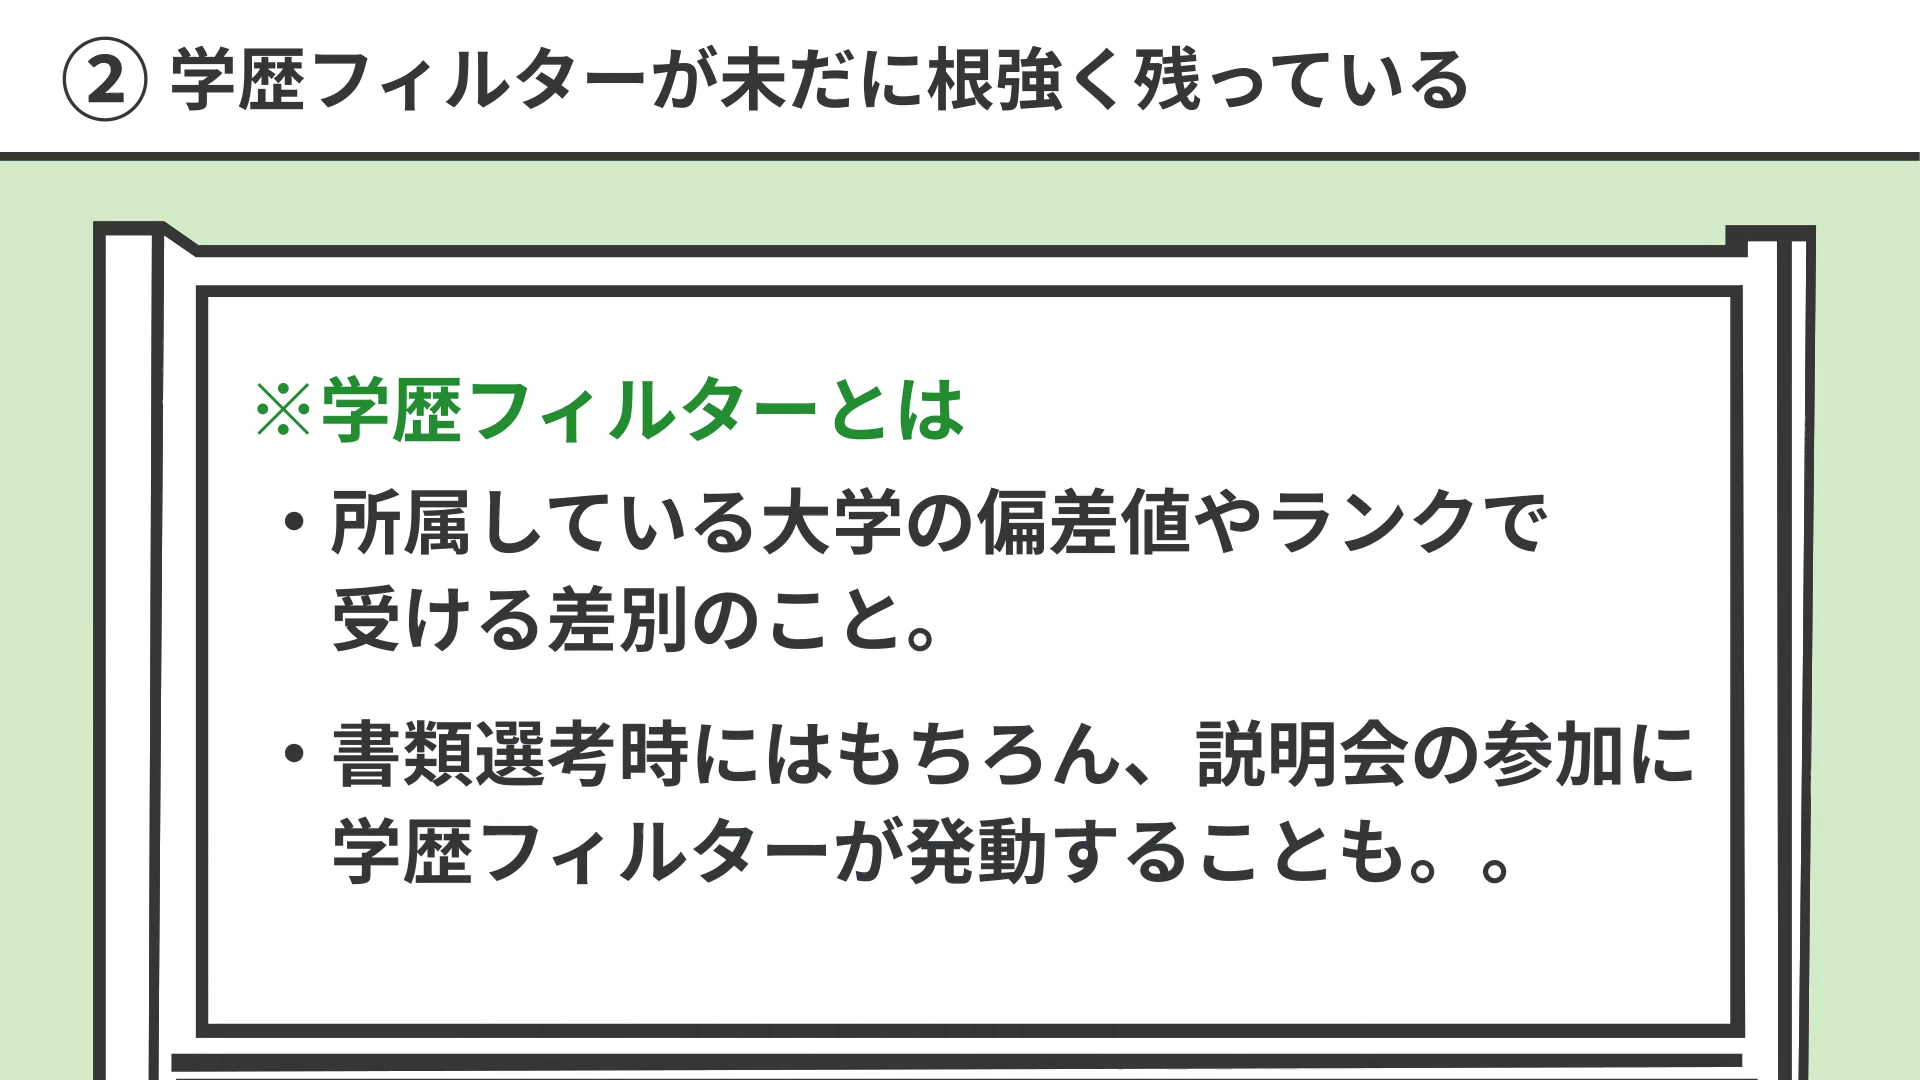 ② 学歴フィルターが未だに根強く残っている
※学歴フィルターとは
・所属している大学の偏差値やランクで
受ける差別のこと。
・書類選考時にはもちろん、説明会の参加に
学歴フィルターが発動することも。。